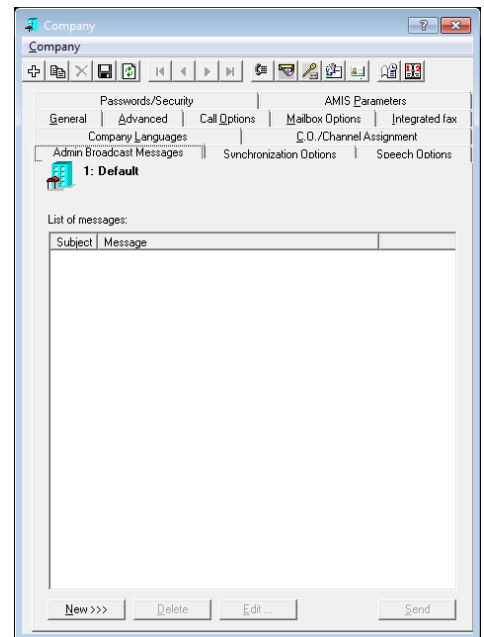 Company
Company
Passwords/Security AMIS Parameters
General Advanced Call Options Mailbox Options Integrated fax
Company Languages C.O./Channel Assignment
Admin Broadcast Messages Synchronization Options Speech Options
1: Default
List of messages:
Subject Message
New >>> Delete Edit ... Send